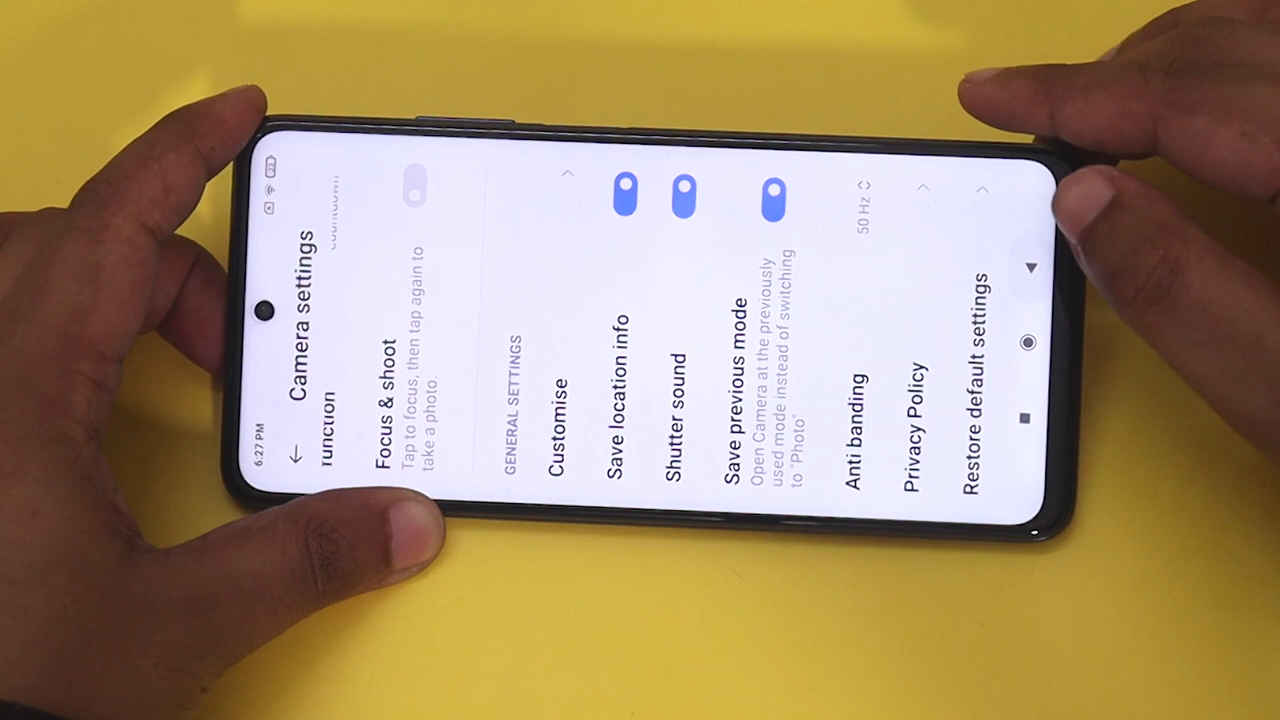 6:27 PM
Camera settings
function
countdown
Focus & shoot
Tap to focus, then tap again to
take a photo.
GENERAL SETTINGS
Customise
Save location info
Shutter sound
Save previous mode
Open Camera at the previously
used mode instead of switching
to "Photo"
Anti banding
50 Hz
Privacy Policy
Restore default settings